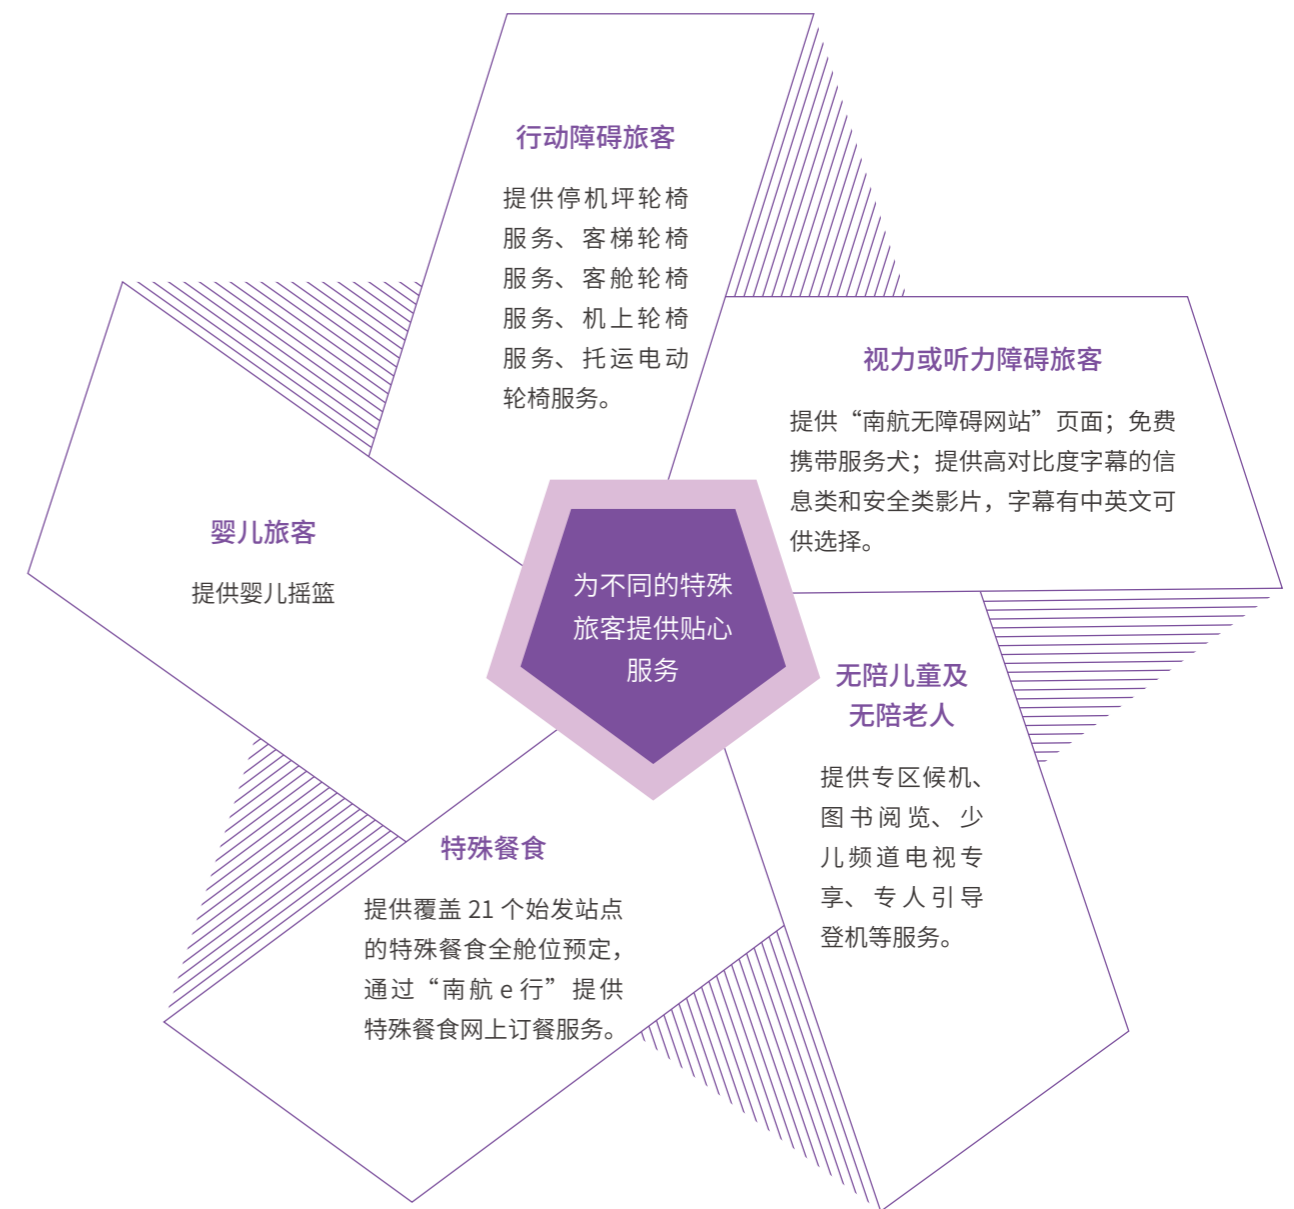 行动障碍旅客
提供停机坪轮椅
服务、客梯轮椅
服务、客舱轮椅
服务、机上轮椅
服务、托运电动
轮椅服务。
视力或听力障碍旅客
提供“南航无障碍网站”页面；免费
携带服务犬；提供高对比度字幕的信
息类和安全类影片，字幕有中英文可
供选择。
婴儿旅客
提供婴儿摇篮
为不同的特殊
旅客提供贴心
服务
无陪儿童及
无陪老人
提供专区候机、
图书阅览、少
儿频道电视专
享、专人引导
登机等服务。
特殊餐食
提供覆盖 21 个始发站点
的特殊餐食全舱位预定，
通过“南航 e 行”提供
特殊餐食网上订餐服务。